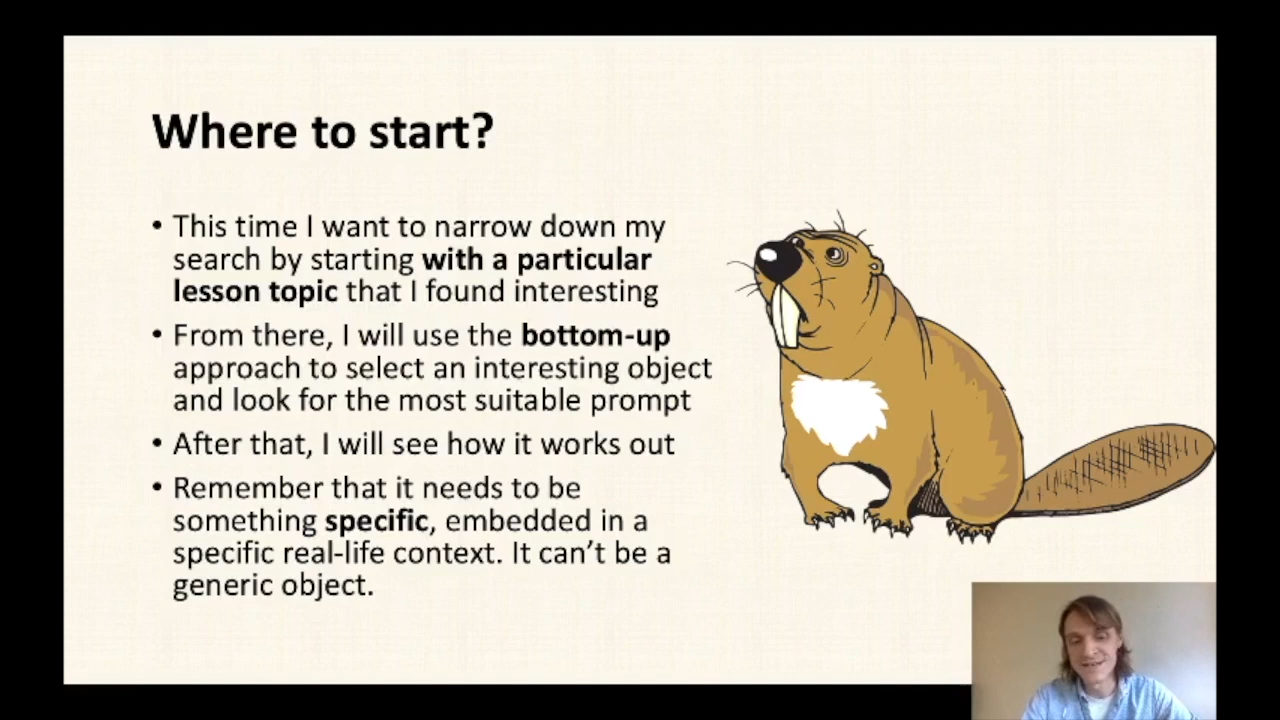 Where to start?
• This time I want to narrow down my
search by starting with a particular
lesson topic that I found interesting
• From there, I will use the bottom-up
approach to select an interesting object
and look for the most suitable prompt
• After that, I will see how it works out
• Remember that it needs to be
something specific, embedded in a
specific real-life context. It can’t be a
generic object.